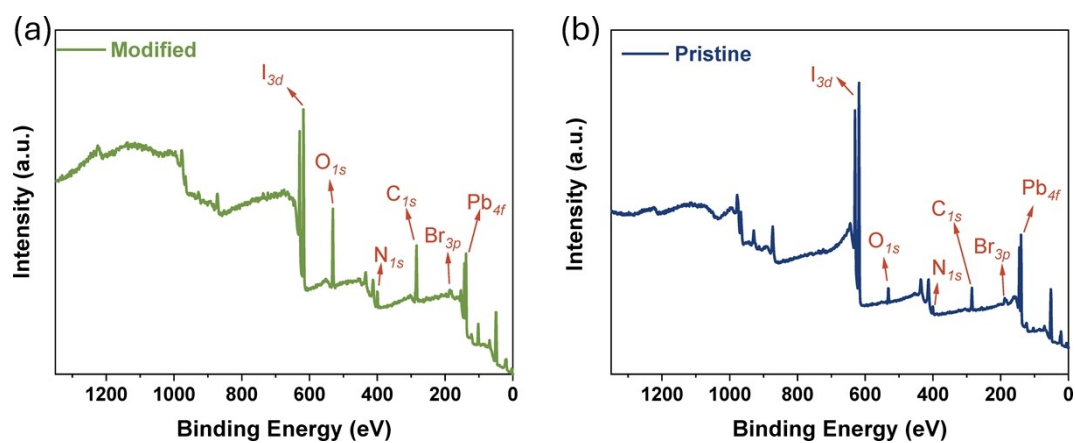 (a)
Modified
I3d
O1s
N1s
C1s
Br3p
Pb4f
Intensity (a.u.)
1200 1000 800 600 400 200 0
Binding Energy (eV)
(b)
Pristine
I3d
O1s
N1s
C1s
Br3p
Pb4f
Intensity (a.u.)
1200 1000 800 600 400 200 0
Binding Energy (eV)